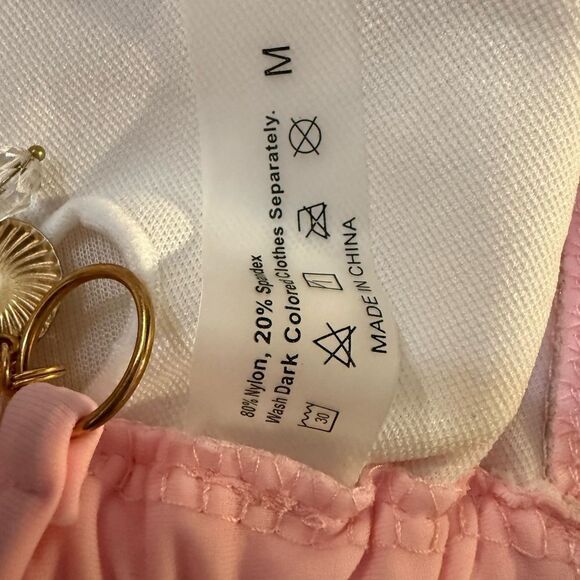 M
80% Nylon, 20% Spandex
Wash Dark Colored Clothes Separately.
30
MADE IN CHINA